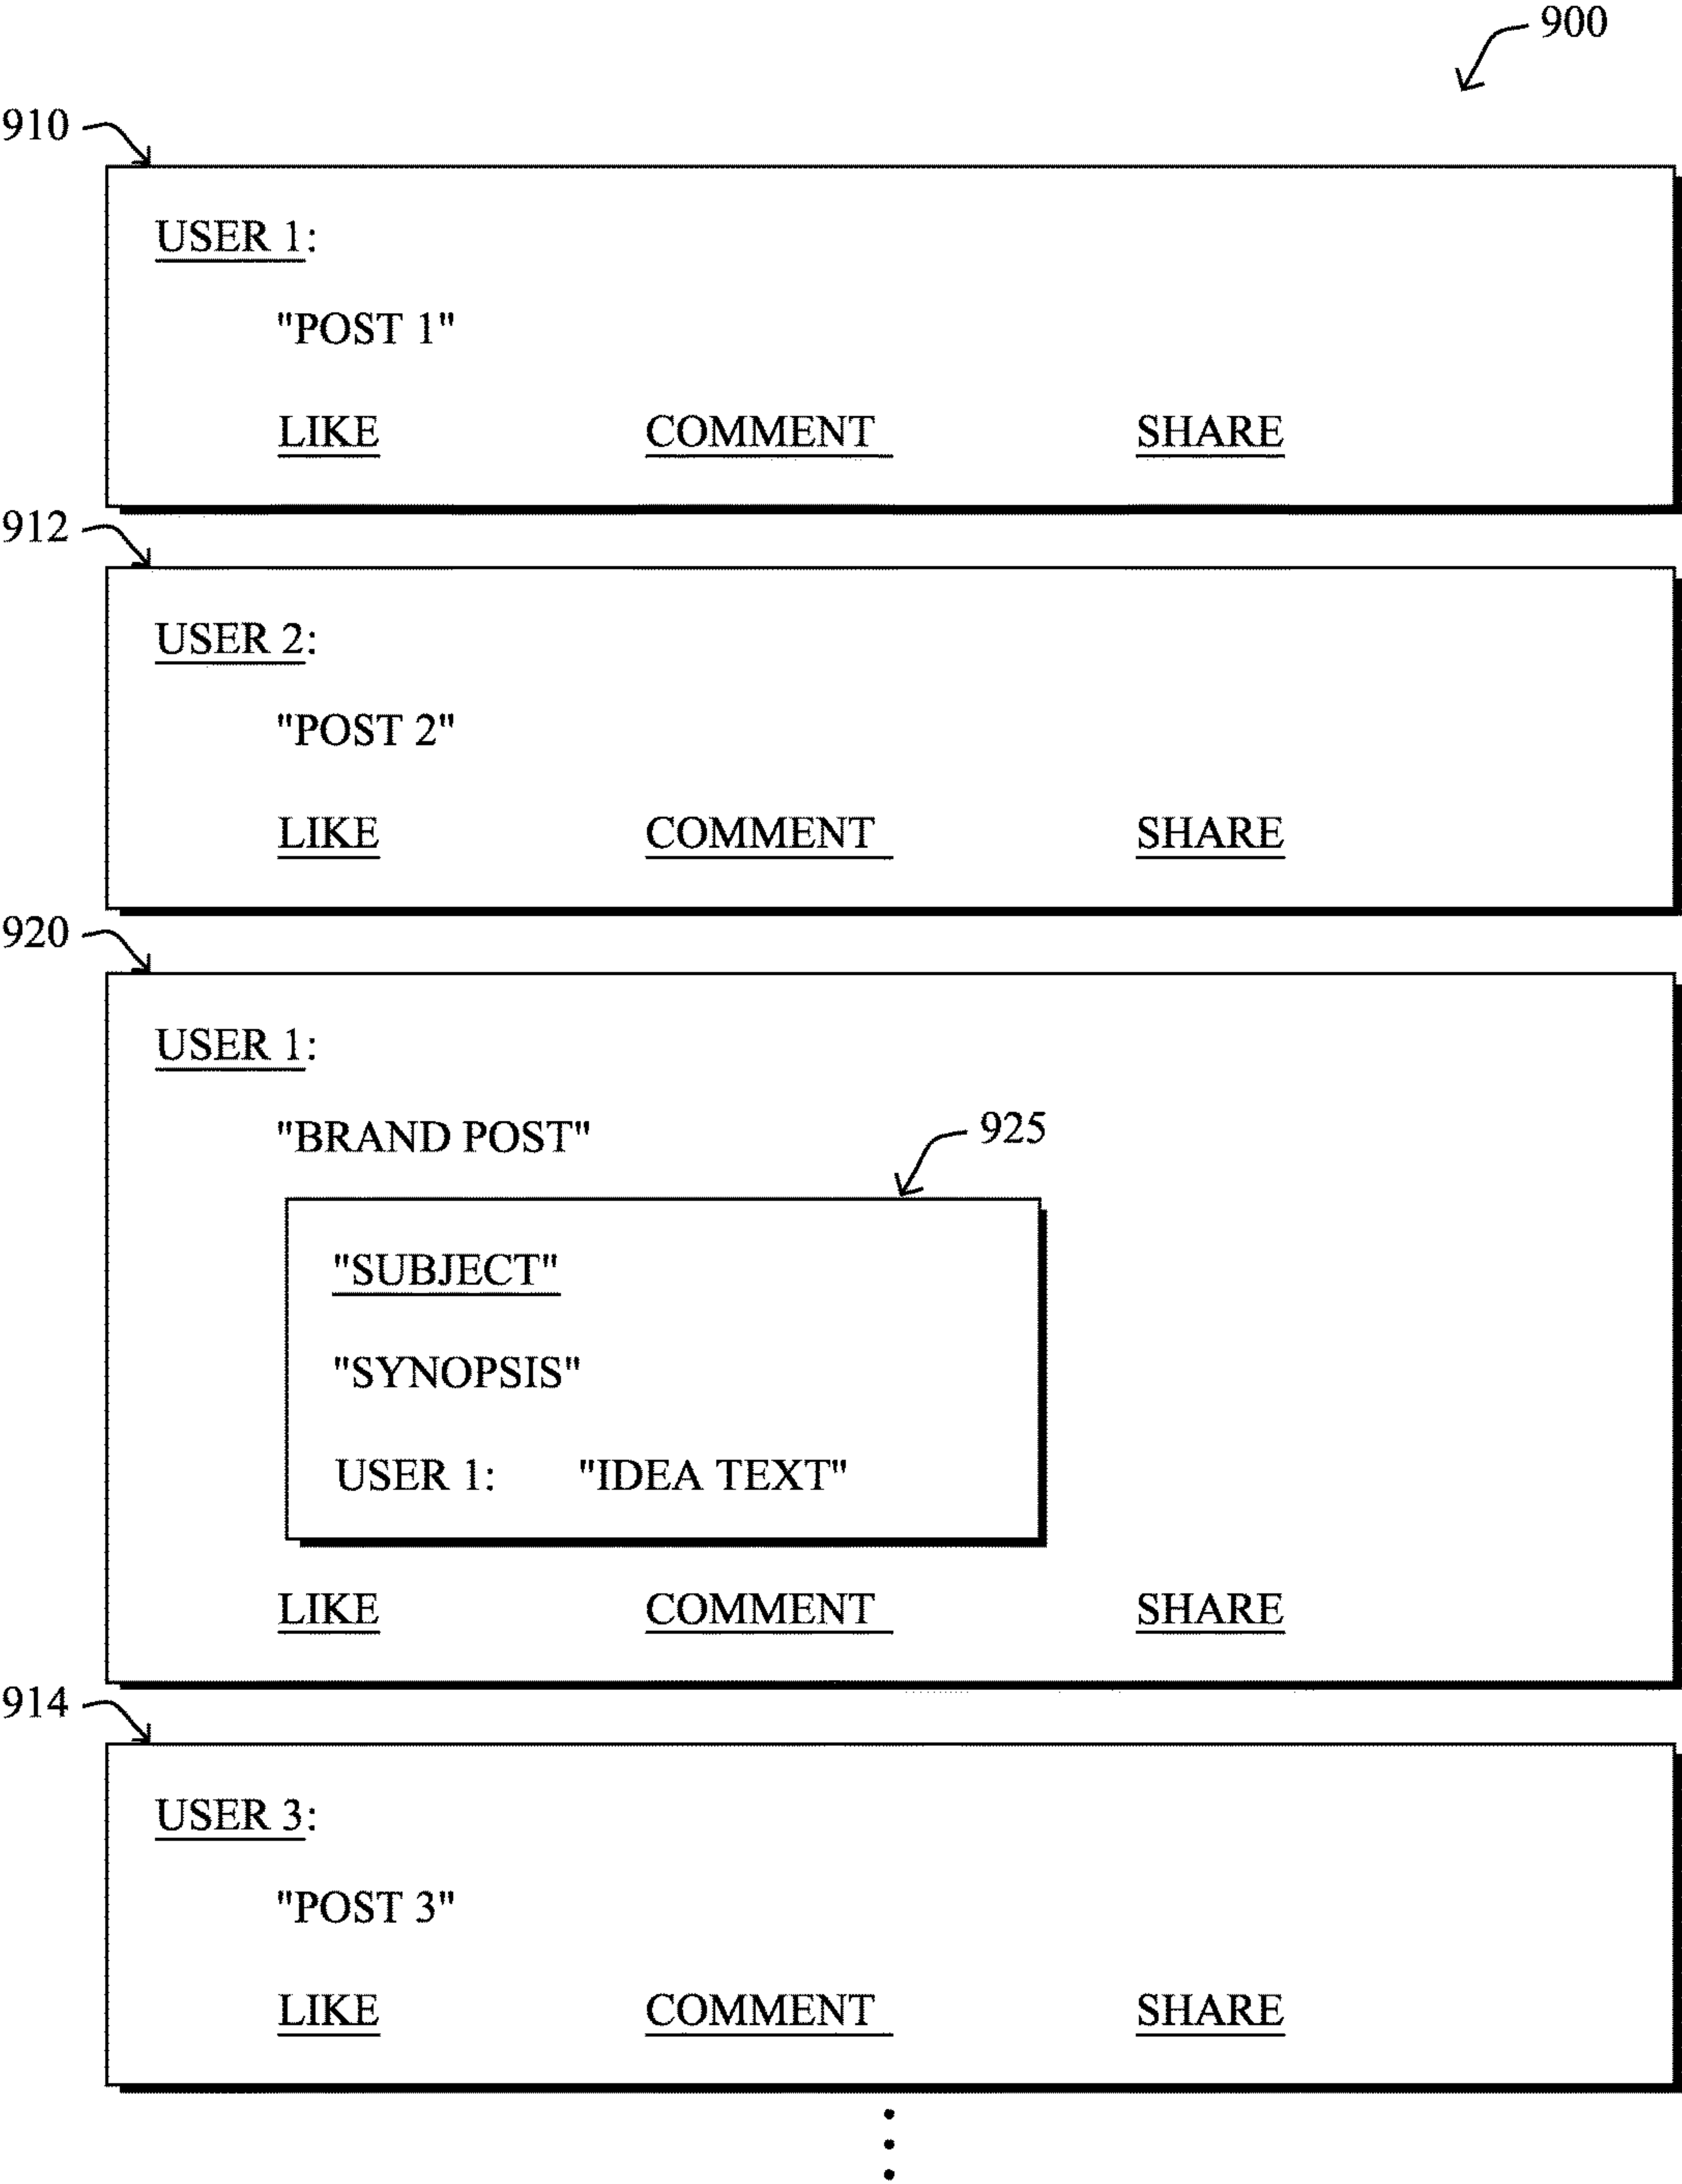 900
910
USER 1:
"POST 1"
LIKE COMMENT SHARE
912
USER 2:
"POST 2"
LIKE COMMENT SHARE
920
USER 1:
"BRAND POST"
925
"SUBJECT"
"SYNOPSIS"
USER 1: "IDEA TEXT"
LIKE COMMENT SHARE
914
USER 3:
"POST 3"
LIKE COMMENT SHARE